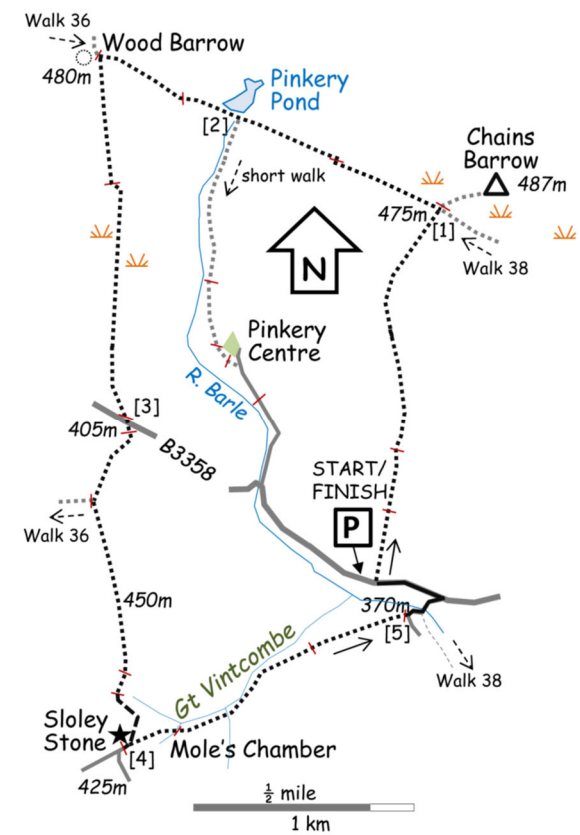 Walk 36
Wood Barrow
480m
Pinkery
Pond
[2]
Chains
Barrow
487m
short walk
475m
[1]
N
Walk 38
Pinkery
Centre
R. Barle
[3]
405m
B3358
START/
FINISH
P
Walk 36
450m
370m
[5]
Gt Vintcombe
Walk 38
Sloley
Stone
Mole's Chamber
[4]
425m
½ mile
1 km